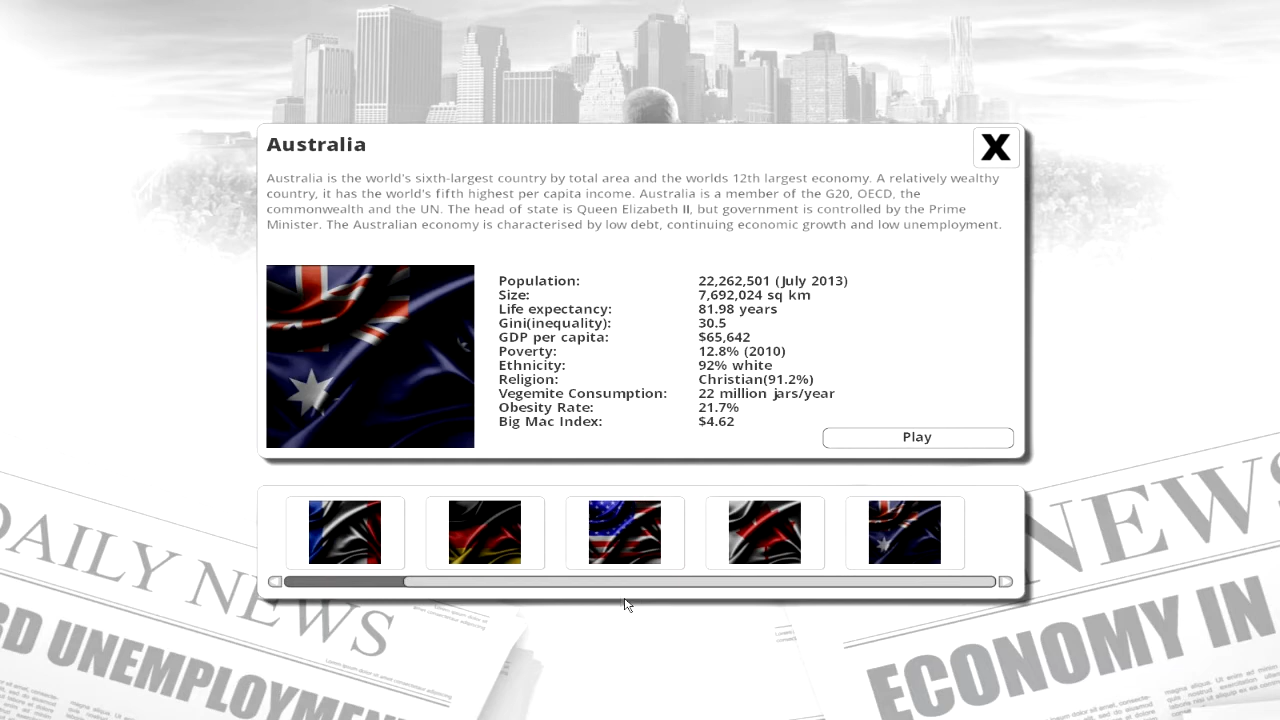 Australia
X
Australia is the world's sixth-largest country by total area and the worlds 12th largest economy. A relatively wealthy
country, it has the world's fifth highest per capita income. Australia is a member of the G20, OECD, the
commonwealth and the UN. The head of state is Queen Elizabeth II, but government is controlled by the Prime
Minister. The Australian economy is characterised by low debt, continuing economic growth and low unemployment.
Population: 22,262,501 (July 2013)
Size: 7,692,024 sq km
Life expectancy: 81.98 years
Gini(inequality): 30.5
GDP per capita: $65,642
Poverty: 12.8% (2010)
Ethnicity: 92% white
Religion: Christian(91.2%)
Vegemite Consumption: 22 million jars/year
Obesity Rate: 21.7%
Big Mac Index: $4.62
Play
DAILY NEWS
UNEMPLOYMEN
NEWS
ECONOMY IN